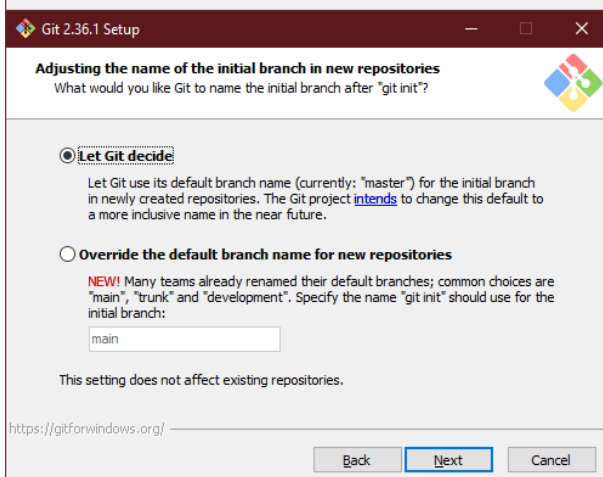 Git 2.36.1 Setup
Adjusting the name of the initial branch in new repositories
What would you like Git to name the initial branch after "git init"?
Let Git decide
Let Git use its default branch name (currently: "master") for the initial branch
in newly created repositories. The Git project intends to change this default to
a more inclusive name in the near future.
Override the default branch name for new repositories
NEW! Many teams already renamed their default branches; common choices are
"main", "trunk" and "development". Specify the name "git init" should use for the
initial branch:
main
This setting does not affect existing repositories.
https://gitforwindows.org/
Back Next Cancel